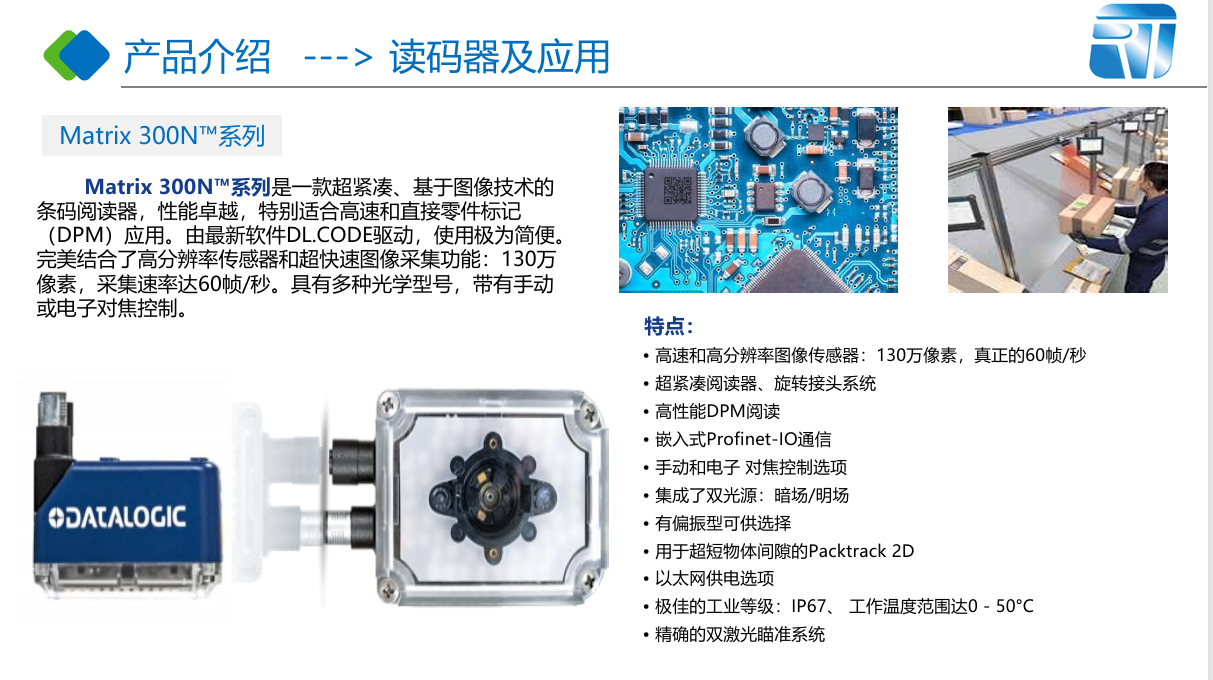 产品介绍 ---> 读码器及应用
RT
Matrix 300N™系列
Matrix 300N™系列是一款超紧凑、基于图像技术的
条码阅读器，性能卓越，特别适合高速和直接零件标记
（DPM）应用。由最新软件DL.CODE驱动，使用极为简便。
完美结合了高分辨率传感器和超快速图像采集功能：130万
像素，采集速率达60帧/秒。具有多种光学型号，带有手动
或电子对焦控制。
DATALOGIC
特点：
• 高速和高分辨率图像传感器：130万像素，真正的60帧/秒
• 超紧凑阅读器、旋转接头系统
• 高性能DPM阅读
• 嵌入式Profinet-IO通信
• 手动和电子 对焦控制选项
• 集成了双光源：暗场/明场
• 有偏振型可供选择
• 用于超短物体间隙的Packtrack 2D
• 以太网供电选项
• 极佳的工业等级：IP67、 工作温度范围达0 - 50°C
• 精确的双激光瞄准系统